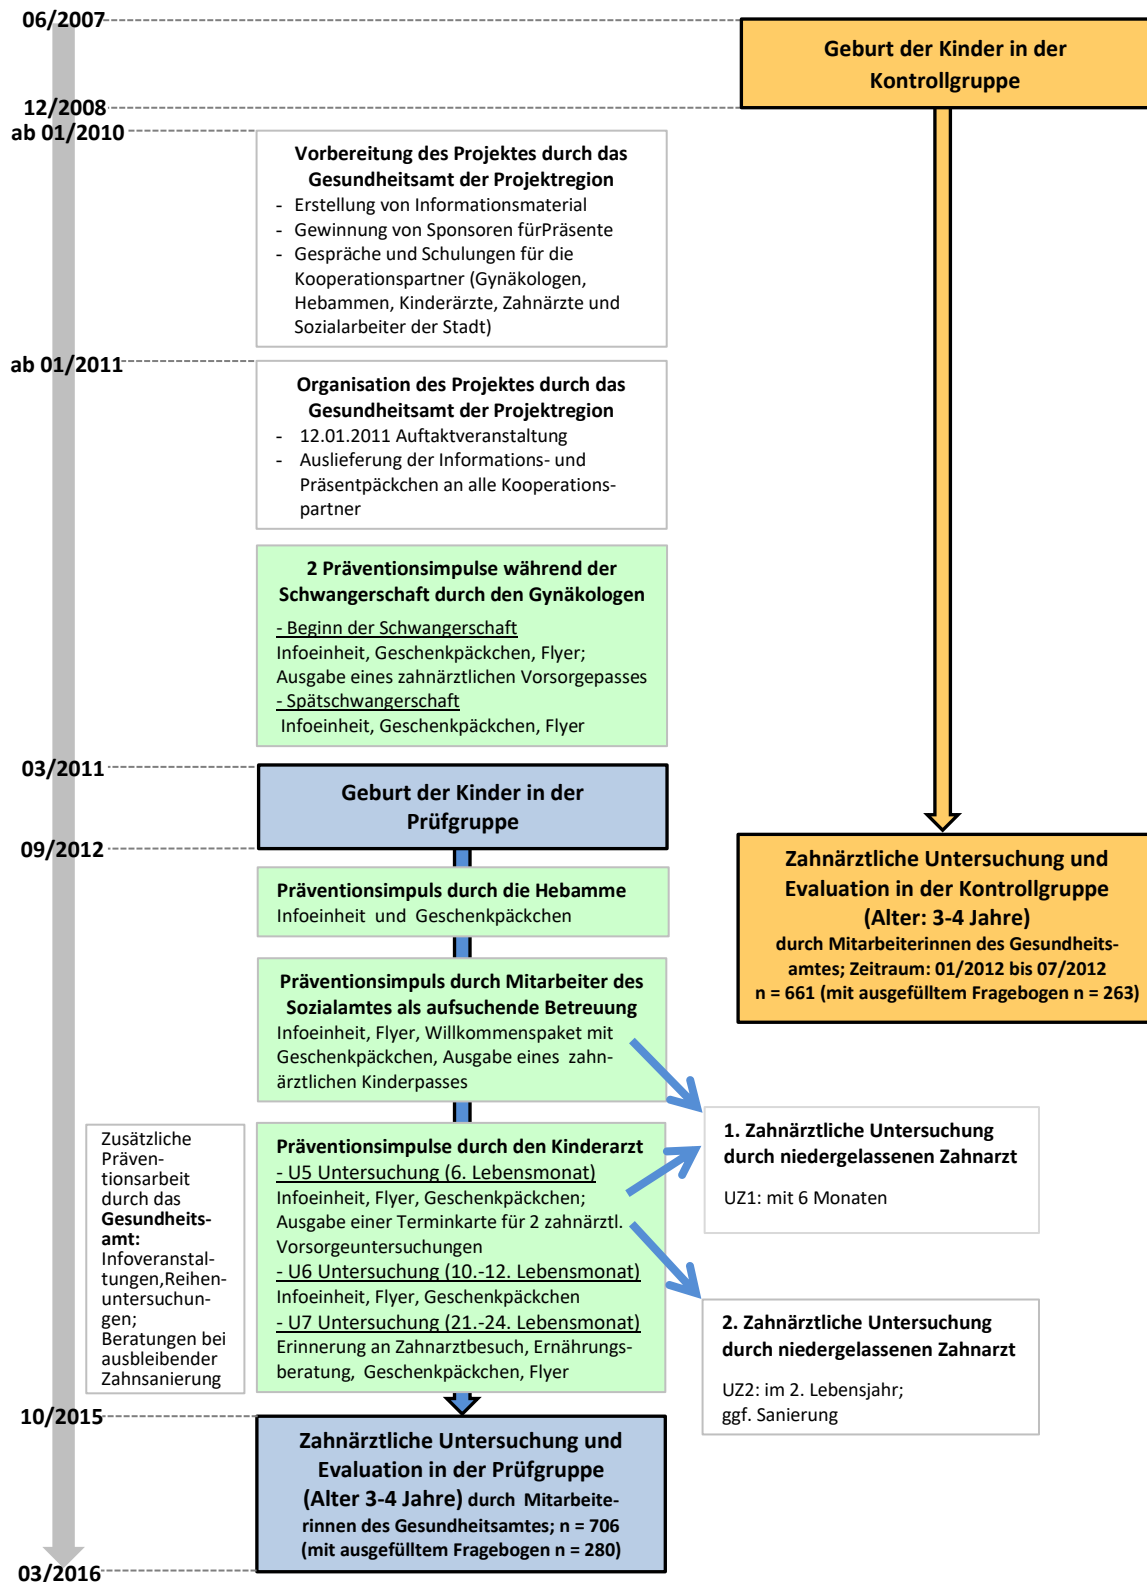 06/2007
Geburt der Kinder in der
Kontrollgruppe
12/2008
ab 01/2010
Vorbereitung des Projektes durch das
Gesundheitsamt der Projektregion
- Erstellung von Informationsmaterial
- Gewinnung von Sponsoren fürPräsente
- Gespräche und Schulungen für die
Kooperationspartner (Gynäkologen,
Hebammen, Kinderärzte, Zahnärzte und
Sozialarbeiter der Stadt)
ab 01/2011
Organisation des Projektes durch das
Gesundheitsamt der Projektregion
- 12.01.2011 Auftaktveranstaltung
- Auslieferung der Informations- und
Präsentpäckchen an alle Kooperations-
partner
2 Präventionsimpulse während der
Schwangerschaft durch den Gynäkologen
- Beginn der Schwangerschaft
Infoeinheit, Geschenkpäckchen, Flyer;
Ausgabe eines zahnärztlichen Vorsorgepasses
- Spätschwangerschaft
Infoeinheit, Geschenkpäckchen, Flyer
03/2011
Geburt der Kinder in der
Prüfgruppe
09/2012
Zahnärztliche Untersuchung und
Evaluation in der Kontrollgruppe
(Alter: 3-4 Jahre)
durch Mitarbeiterinnen des Gesundheits-
amtes; Zeitraum: 01/2012 bis 07/2012
n = 661 (mit ausgefülltem Fragebogen n = 263)
Präventionsimpuls durch die Hebamme
Infoeinheit und Geschenkpäckchen
Präventionsimpuls durch Mitarbeiter des
Sozialamtes als aufsuchende Betreuung
Infoeinheit, Flyer, Willkommenspaket mit
Geschenkpäckchen, Ausgabe eines zahn-
ärztlichen Kinderpasses
Zusätzliche
Präven-
tionsarbeit
durch das
Gesundheits-
amt:
Infoveranstal-
tungen,Reihen-
untersuchun-
gen;
Beratungen bei
ausbleibender
Zahnsanierung
Präventionsimpulse durch den Kinderarzt
- U5 Untersuchung (6. Lebensmonat)
Infoeinheit, Flyer, Geschenkpäckchen;
Ausgabe einer Terminkarte für 2 zahnärztl.
Vorsorgeuntersuchungen
- U6 Untersuchung (10.-12. Lebensmonat)
Infoeinheit, Flyer, Geschenkpäckchen
- U7 Untersuchung (21.-24. Lebensmonat)
Erinnerung an Zahnarztbesuch, Ernährungs-
beratung, Geschenkpäckchen, Flyer
1. Zahnärztliche Untersuchung
durch niedergelassenen Zahnarzt
UZ1: mit 6 Monaten
2. Zahnärztliche Untersuchung
durch niedergelassenen Zahnarzt
UZ2: im 2. Lebensjahr;
ggf. Sanierung
10/2015
Zahnärztliche Untersuchung und
Evaluation in der Prüfgruppe
(Alter 3-4 Jahre) durch Mitarbeite-
rinnen des Gesundheitsamtes; n = 706
(mit ausgefülltem Fragebogen n = 280)
03/2016